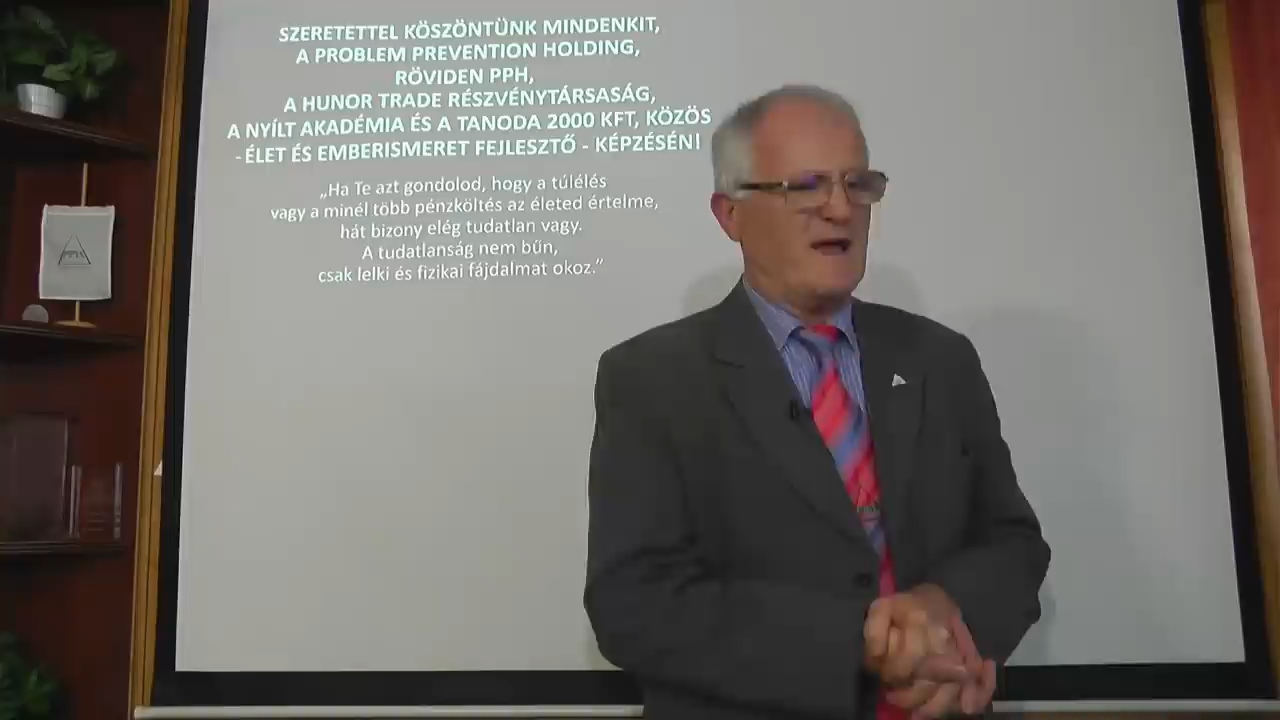 SZERETETTEL KÖSZÖNTÜNK MINDENKIT,
A PROBLEM PREVENTION HOLDING,
RÖVIDEN PPH,
A HUNOR TRADE RÉSZVÉNYTÁRSASÁG,
A NYÍLT AKADÉMIA ÉS A TANODA 2000 KFT, KÖZÖS
- ÉLET ÉS EMBERISMERET FEJLESZTŐ - KÉPZÉSÉN!
„Ha Te azt gondolod, hogy a túlélés
vagy a minél több pénzköltés az életed értelme,
hát bizony elég tudatlan vagy.
A tudatlanság nem bűn,
csak lelki és fizikai fájdalmat okoz.”